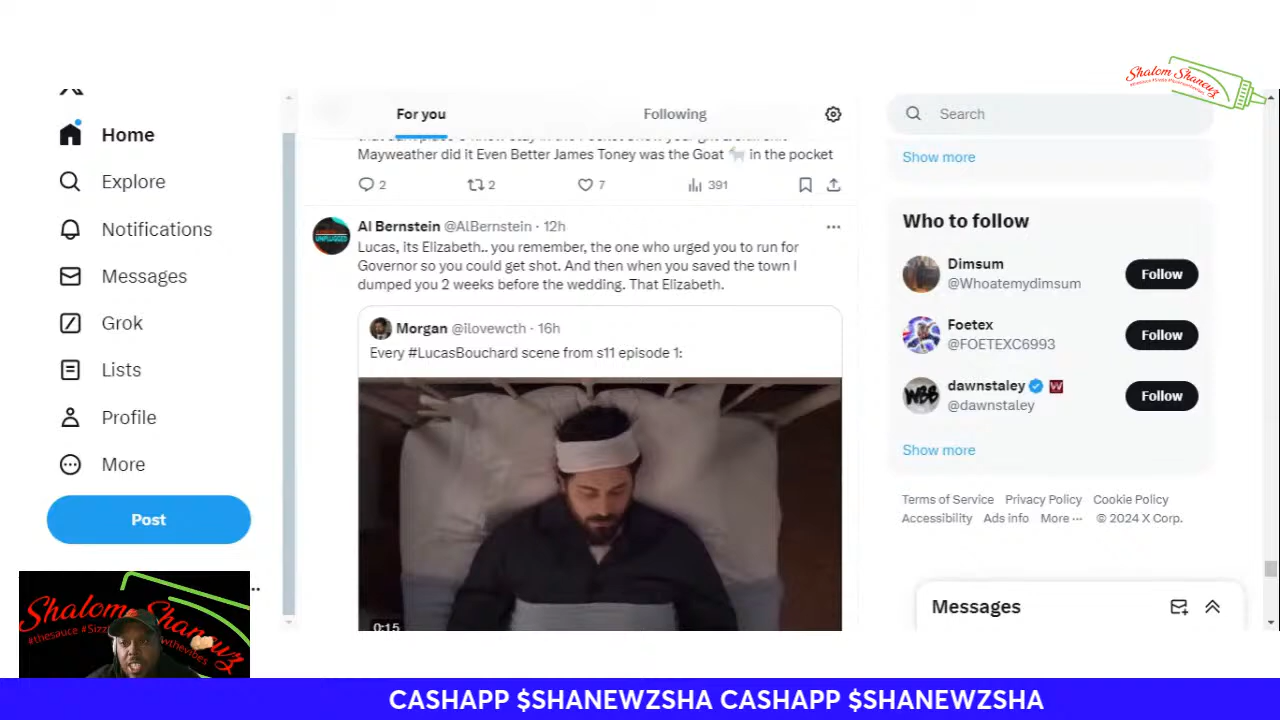 Shalom Shanewz
For you
Following
Search
Home
Explore
Notifications
Messages
Grok
Lists
Profile
More
Post
Mayweather did it Even Better James Toney was the Goat 🐐 in the pocket
2
2
7
391
Al Bernstein @AlBernstein · 12h
Lucas, its Elizabeth.. you remember, the one who urged you to run for
Governor so you could get shot. And then when you saved the town I
dumped you 2 weeks before the wedding. That Elizabeth.
Morgan @ilovewcth · 16h
Every #LucasBouchard scene from s11 episode 1:
0:15
Show more
Who to follow
Dimsum
@Whoatemydimsum
Follow
Foetex
@FOETEXC6993
Follow
dawnstaley
@dawnstaley
Follow
Show more
Terms of Service Privacy Policy Cookie Policy
Accessibility Ads info More ··· © 2024 X Corp.
Messages
Shalom
#thesauce
CASHAPP $SHANEWZSHA CASHAPP $SHANEWZSHA